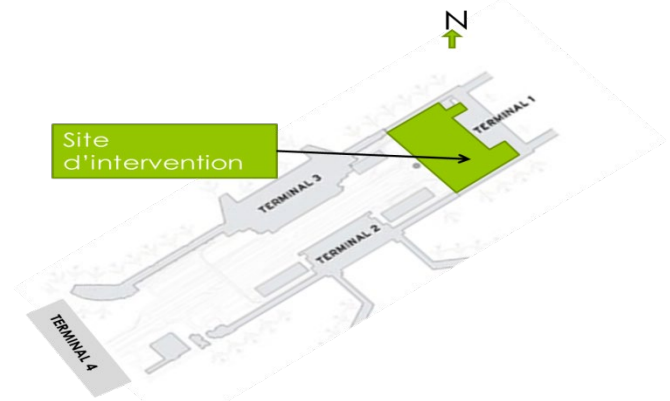 N
Site
d'intervention
TERMINAL 1
TERMINAL 3
TERMINAL 2
TERMINAL 4